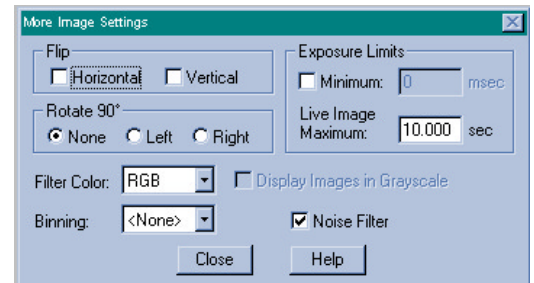 More Image Settings
Flip
Horizontal Vertical
Exposure Limits
Minimum: 0 msec
Live Image
Maximum: 10.000 sec
Rotate 90°
None Left Right
Filter Color: RGB Display Images in Grayscale
Binning: <None> Noise Filter
Close Help